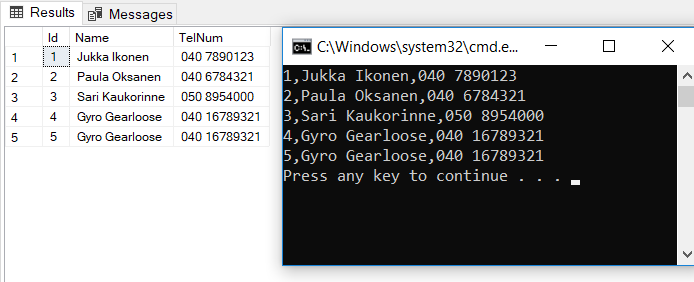 Results Messages
Id Name TelNum
1 1 Jukka Ikonen 040 7890123
2 2 Paula Oksanen 040 6784321
3 3 Sari Kaukorinne 050 8954000
4 4 Gyro Gearloose 040 16789321
5 5 Gyro Gearloose 040 16789321
C:\Windows\system32\cmd.e...
1,Jukka Ikonen,040 7890123
2,Paula Oksanen,040 6784321
3,Sari Kaukorinne,050 8954000
4,Gyro Gearloose,040 16789321
5,Gyro Gearloose,040 16789321
Press any key to continue . . .